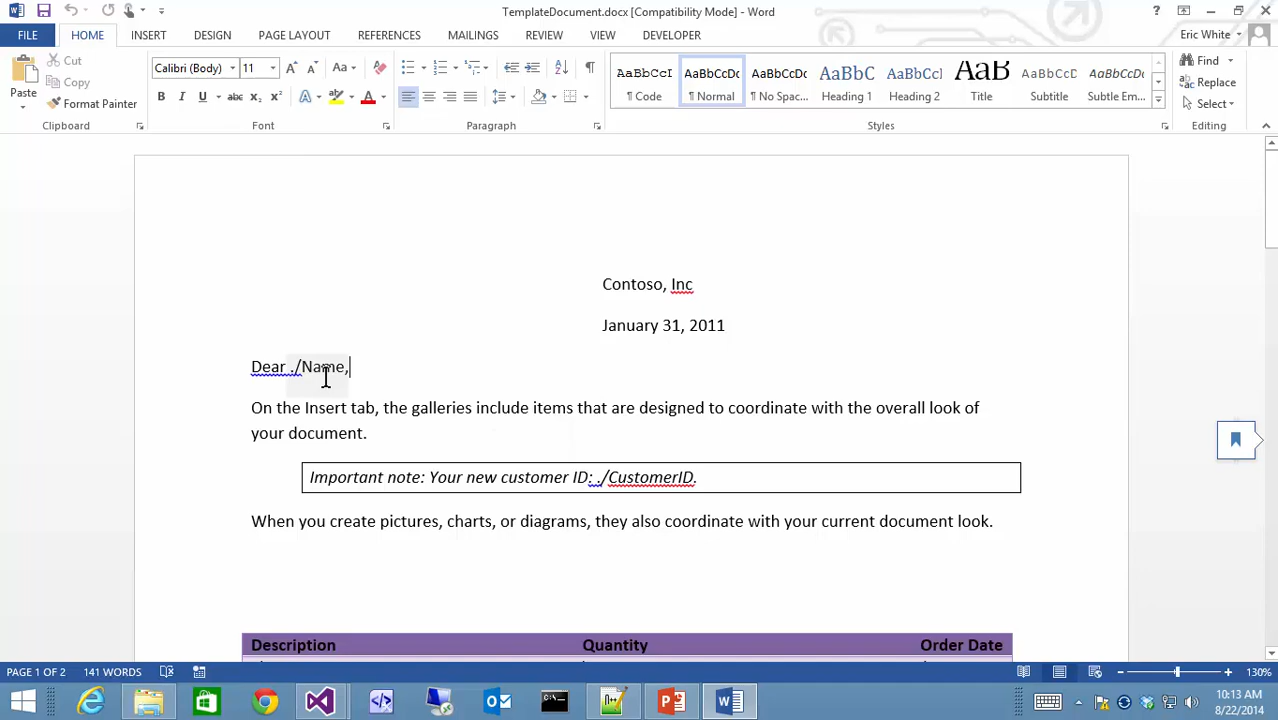 TemplateDocument.docx [Compatibility Mode] - Word
FILE HOME INSERT DESIGN PAGE LAYOUT REFERENCES MAILINGS REVIEW VIEW DEVELOPER Eric White
Paste
Cut
Copy
Format Painter
Calibri (Body) 11
AaBbCcI AaBbCcDc AaBbCcDc AaBbC AaBbCcI AaB AaBbCcD AaBbCcDc
¶ Code ¶ Normal ¶ No Spac... Heading 1 Heading 2 Title Subtitle Subtle Em...
Find
Replace
Select
Clipboard Font Paragraph Styles Editing
Contoso, Inc
January 31, 2011
Dear ./Name,
On the Insert tab, the galleries include items that are designed to coordinate with the overall look of
your document.
Important note: Your new customer ID: ./CustomerID.
When you create pictures, charts, or diagrams, they also coordinate with your current document look.
Description Quantity Order Date
PAGE 1 OF 2 141 WORDS 130%
10:13 AM
8/22/2014